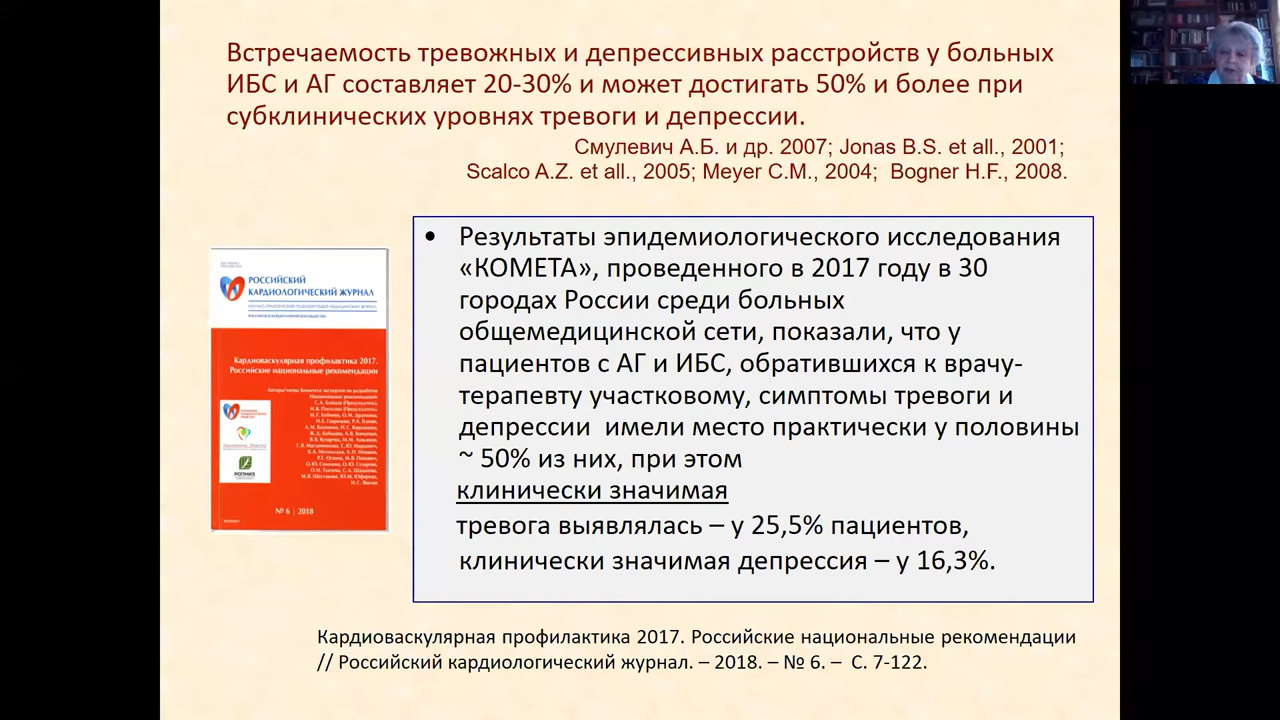 Встречаемость тревожных и депрессивных расстройств у больных
ИБС и АГ составляет 20-30% и может достигать 50% и более при
субклинических уровнях тревоги и депрессии.
Смулевич А.Б. и др. 2007; Jonas B.S. et all., 2001;
Scalco A.Z. et all., 2005; Meyer C.M., 2004; Bogner H.F., 2008.
• Результаты эпидемиологического исследования
«КОМЕТА», проведенного в 2017 году в 30
городах России среди больных
общемедицинской сети, показали, что у
пациентов с АГ и ИБС, обратившихся к врачу-
терапевту участковому, симптомы тревоги и
депрессии имели место практически у половины
~ 50% из них, при этом
клинически значимая
тревога выявлялась – у 25,5% пациентов,
клинически значимая депрессия – у 16,3%.
РОССИЙСКИЙ
КАРДИОЛОГИЧЕСКИЙ ЖУРНАЛ
Кардиоваскулярная профилактика 2017.
Российские национальные рекомендации
№ 6 | 2018
Кардиоваскулярная профилактика 2017. Российские национальные рекомендации
// Российский кардиологический журнал. – 2018. – № 6. – С. 7-122.